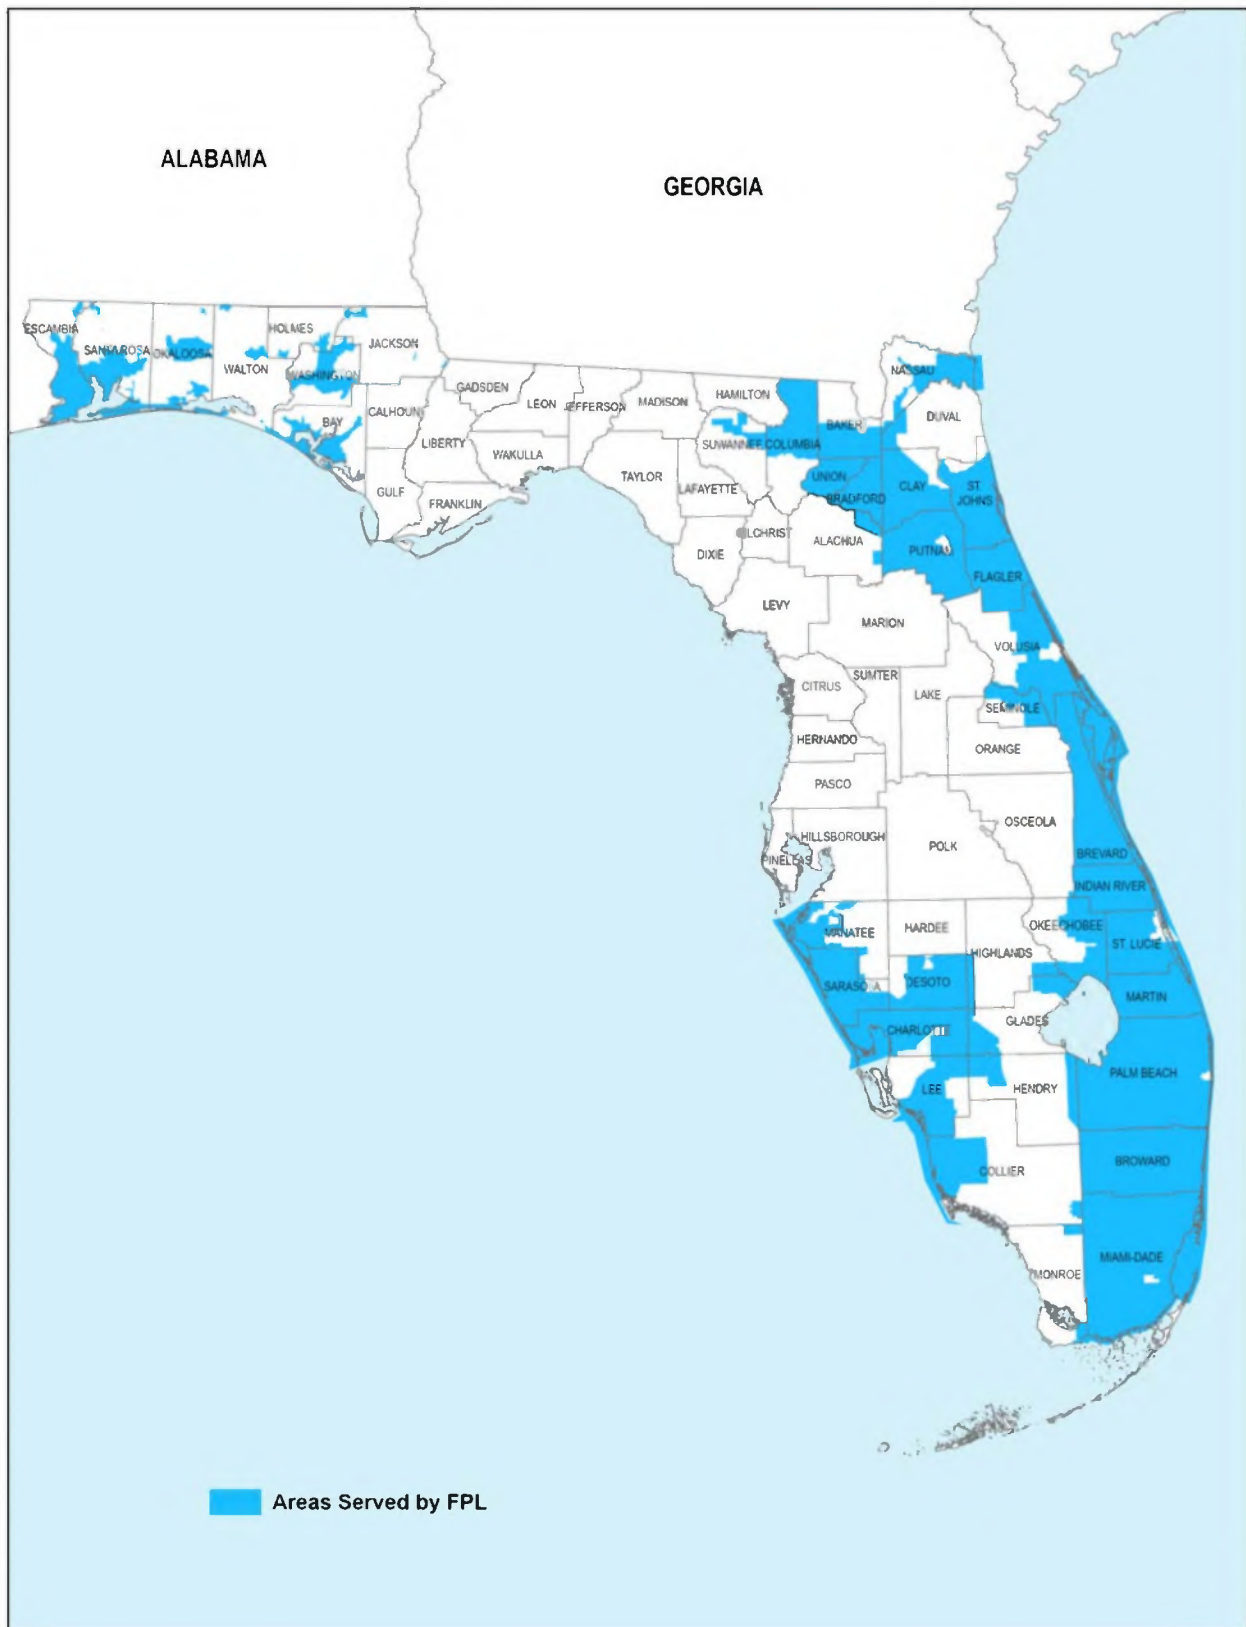 ALABAMA
GEORGIA
ESCAMBIA
SANTA ROSA
OKALOOSA
WALTON
HOLMES
WASHINGTON
JACKSON
BAY
CALHOUN
GULF
GADSDEN
LIBERTY
LEON
WAKULLA
FRANKLIN
JEFFERSON
MADISON
TAYLOR
HAMILTON
SUWANNEE
LAFAYETTE
DIXIE
COLUMBIA
BAKER
NASSAU
DUVAL
UNION
BRADFORD
CLAY
ST.
JOHNS
LCHRIST
ALACHUA
PUTNAM
FLAGLER
LEVY
MARION
VOLUSIA
CITRUS
SUMTER
LAKE
SEMINOLE
HERNANDO
ORANGE
PASCO
OSCEOLA
HILLSBOROUGH
PINELLAS
POLK
BREVARD
INDIAN RIVER
MANATEE
HARDEE
HIGHLANDS
OKEECHOBEE
ST. LUCIE
SARASOTA
DESOTO
MARTIN
CHARLOTTE
GLADES
LEE
HENDRY
PALM BEACH
COLLIER
BROWARD
MONROE
MIAMI-DADE
Areas Served by FPL